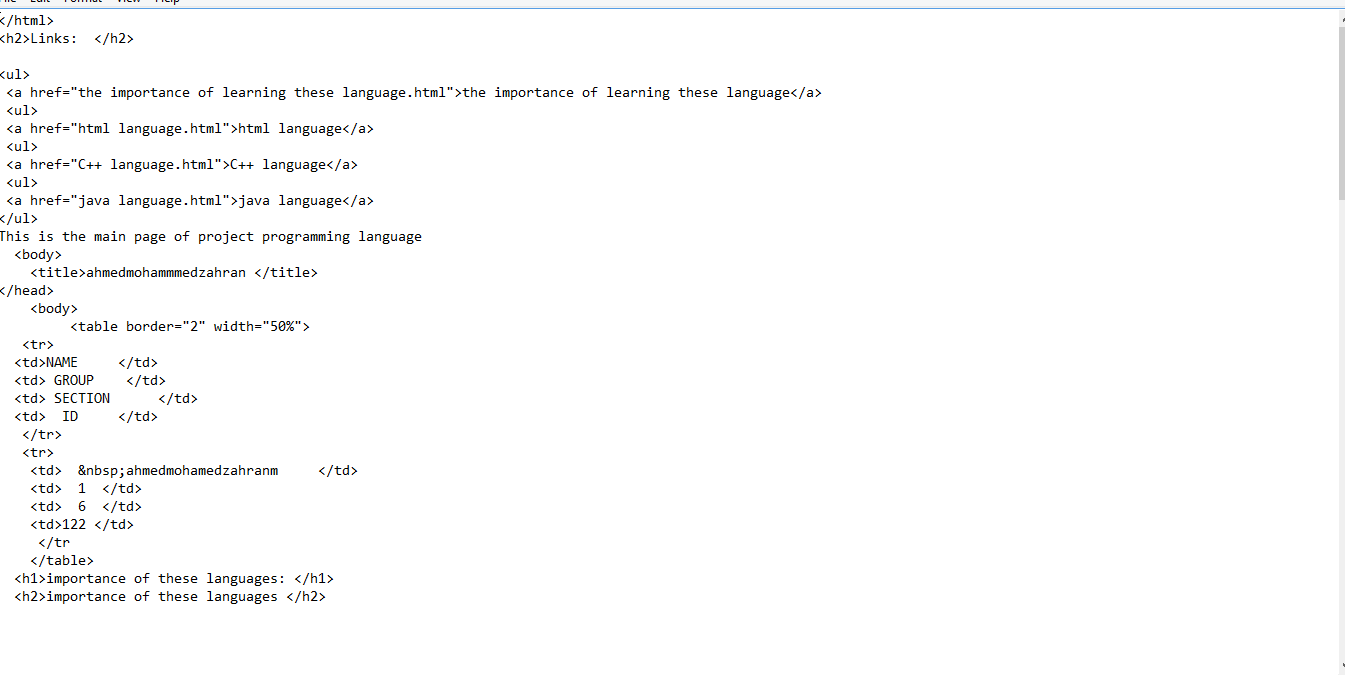 </html>
<h2>Links:  </h2>
<ul>
<a href="the importance of learning these language.html">the importance of learning these language</a>
<ul>
<a href="html language.html">html language</a>
<ul>
<a href="C++ language.html">C++ language</a>
<ul>
<a href="java language.html">java language</a>
</ul>
This is the main page of project programming language
<body>
<title>ahmedmohammmedzahran </title>
</head>
<body>
<table border="2" width="50%">
<tr>
<td>NAME     </td>
<td> GROUP    </td>
<td> SECTION      </td>
<td>  ID     </td>
</tr>
<tr>
<td>  &nbsp;ahmedmohamedzahranm     </td>
<td>  1  </td>
<td>  6  </td>
<td>122 </td>
</tr
</table>
<h1>importance of these languages: </h1>
<h2>importance of these languages </h2>